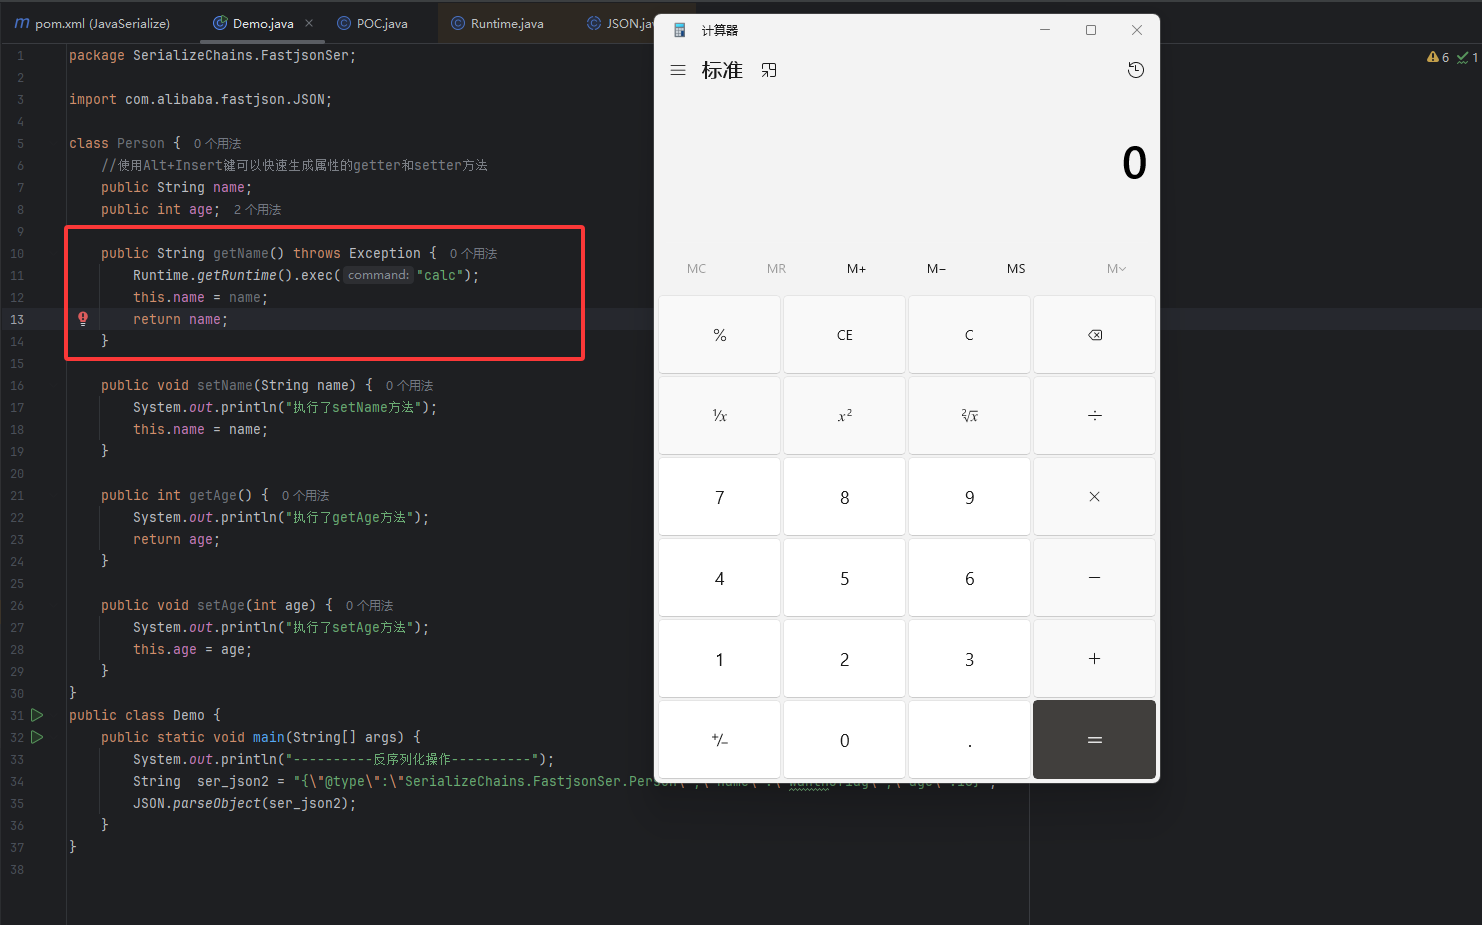 pom.xml (JavaSerialize)
Demo.java
POC.java
Runtime.java
JSON.jav
1 package SerializeChains.FastjsonSer;
2
3 import com.alibaba.fastjson.JSON;
4
5 class Person { 0 个用法
6 //使用Alt+Insert键可以快速生成属性的getter和setter方法
7 public String name;
8 public int age; 2 个用法
9
10 public String getName() throws Exception { 0 个用法
11 Runtime.getRuntime().exec( command: "calc");
12 this.name = name;
13 return name;
14 }
15
16 public void setName(String name) { 0 个用法
17 System.out.println("执行了setName方法");
18 this.name = name;
19 }
20
21 public int getAge() { 0 个用法
22 System.out.println("执行了getAge方法");
23 return age;
24 }
25
26 public void setAge(int age) { 0 个用法
27 System.out.println("执行了setAge方法");
28 this.age = age;
29 }
30 }
31 public class Demo {
32 public static void main(String[] args) {
33 System.out.println("----------反序列化操作----------");
34 String ser_json2 = "{\"@type\":\"SerializeChains.FastjsonSer.Person
35 JSON.parseObject(ser_json2);
36 }
37 }
38
6 1
计算器
标准
0
MC MR M+ M− MS M
% CE C
¹⁄x x² ²√x ÷
7 8 9 ×
4 5 6 −
1 2 3 +
+/− 0 . =